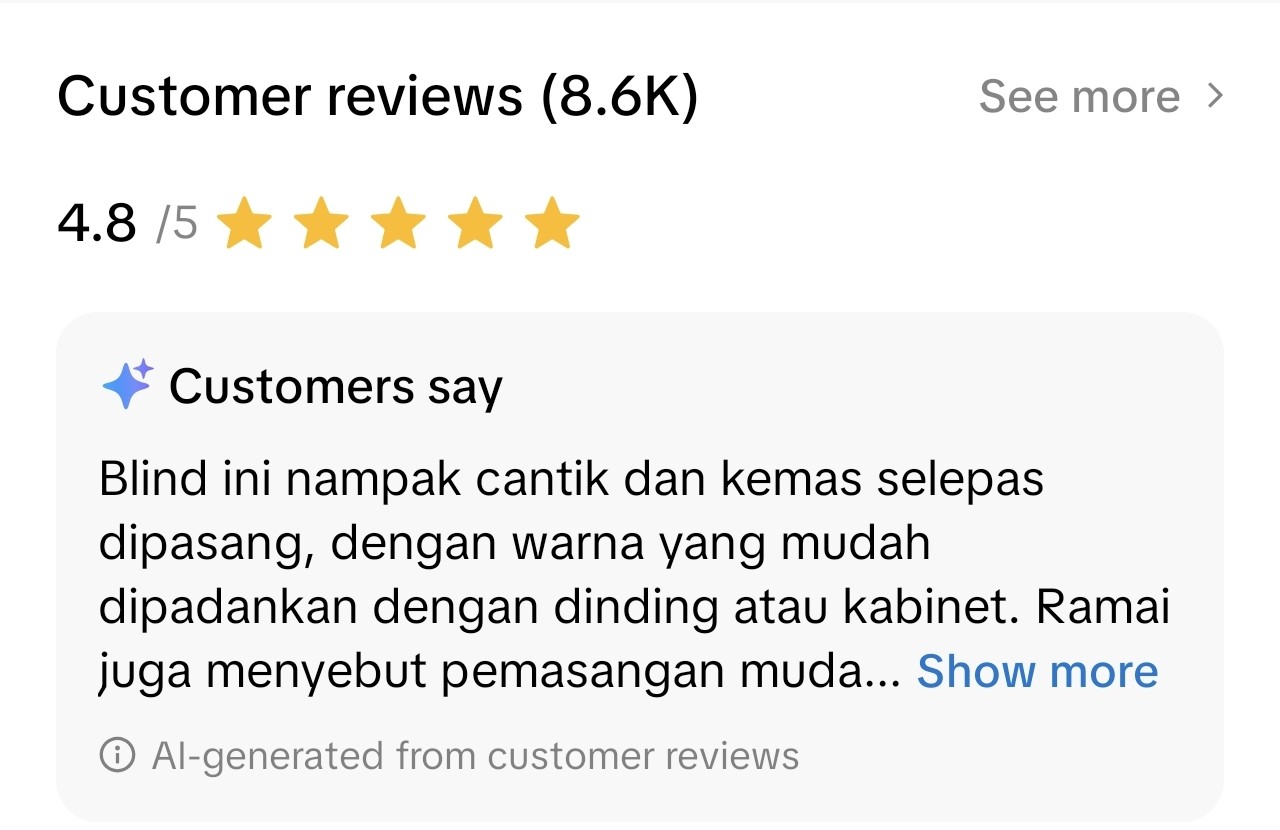 Customer reviews (8.6K) See more >
4.8 /5
Customers say
Blind ini nampak cantik dan kemas selepas
dipasang, dengan warna yang mudah
dipadankan dengan dinding atau kabinet. Ramai
juga menyebut pemasangan muda... Show more
AI-generated from customer reviews